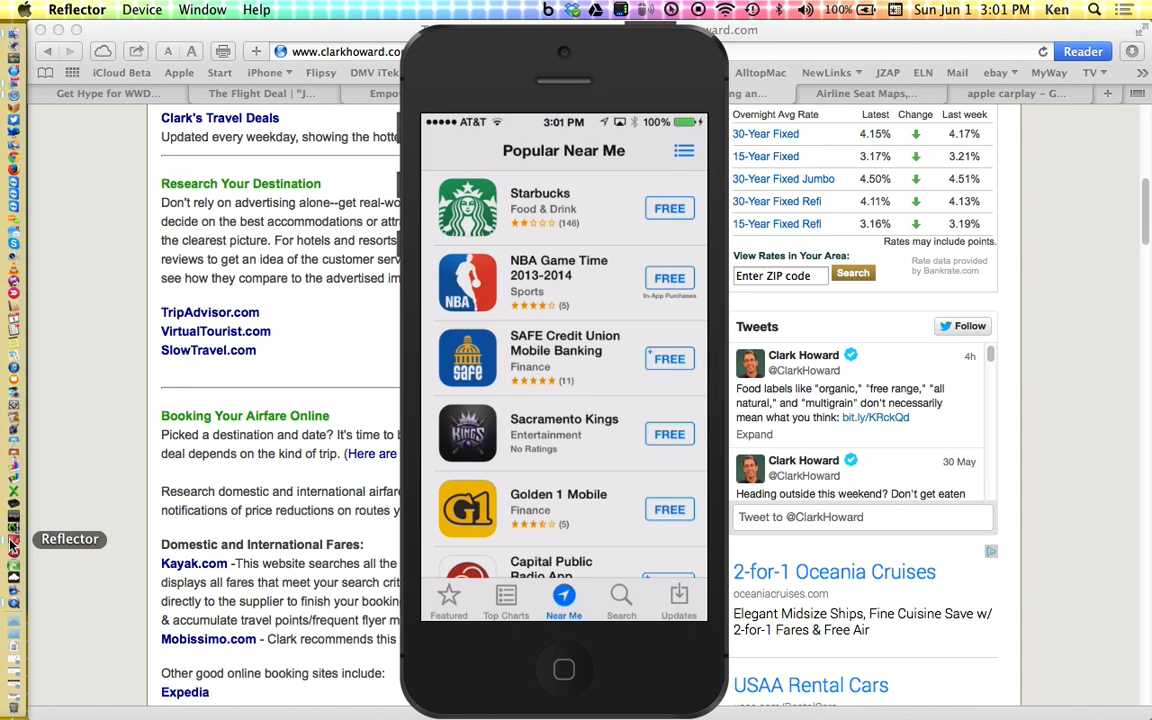 Reflector Device Window Help
100% Sun Jun 1 3:01 PM Ken
ward.com
www.clarkhoward.co
Reader
iCloud Beta Apple Start iPhone Flipsy DMV iTek
AlltopMac NewLinks JZAP ELN Mail ebay MyWay TV
Get Hype for WWD...
The Flight Deal | "J...
Empo
ng an...
Airline Seat Maps,...
apple carplay – G...
Clark's Travel Deals
Updated every weekday, showing the hotte
Research Your Destination
Don't rely on advertising alone--get real-wo
decide on the best accommodations or attra
the clearest picture. For hotels and resorts
reviews to get an idea of the customer serv
see how they compare to the advertised im
TripAdvisor.com
VirtualTourist.com
SlowTravel.com
Booking Your Airfare Online
Picked a destination and date? It's time to b
deal depends on the kind of trip. (Here are
Research domestic and international airfare
notifications of price reductions on routes y
Domestic and International Fares:
Kayak.com -This website searches all the
displays all fares that meet your search crit
directly to the supplier to finish your booking
& accumulate travel points/frequent flyer m
Mobissimo.com - Clark recommends this
Other good online booking sites include:
Expedia
Reflector
AT&T 3:01 PM 100%
Popular Near Me
Starbucks
Food & Drink
(146)
FREE
NBA Game Time
2013-2014
Sports
(5)
FREE
In-App Purchases
NBA
SAFE Credit Union
Mobile Banking
Finance
(11)
+FREE
SAFE
Sacramento Kings
Entertainment
No Ratings
FREE
KINGS
Golden 1 Mobile
Finance
(5)
FREE
G1
Capital Public
Radio App
Featured Top Charts Near Me Search Updates
Overnight Avg Rate Latest Change Last week
30-Year Fixed 4.15% 4.17%
15-Year Fixed 3.17% 3.21%
30-Year Fixed Jumbo 4.50% 4.51%
30-Year Fixed Refi 4.11% 4.13%
15-Year Fixed Refi 3.16% 3.19%
Rates may include points.
View Rates in Your Area:
Enter ZIP code Search
Rate data provided
by Bankrate.com
Tweets
Follow
Clark Howard 4h
@ClarkHoward
Food labels like "organic," "free range," "all
natural," and "multigrain" don't necessarily
mean what you think: bit.ly/KRckQd
Expand
Clark Howard 30 May
@ClarkHoward
Heading outside this weekend? Don't get eaten
Tweet to @ClarkHoward
2-for-1 Oceania Cruises
oceaniacruises.com
Elegant Midsize Ships, Fine Cuisine Save w/
2-for-1 Fares & Free Air
USAA Rental Cars